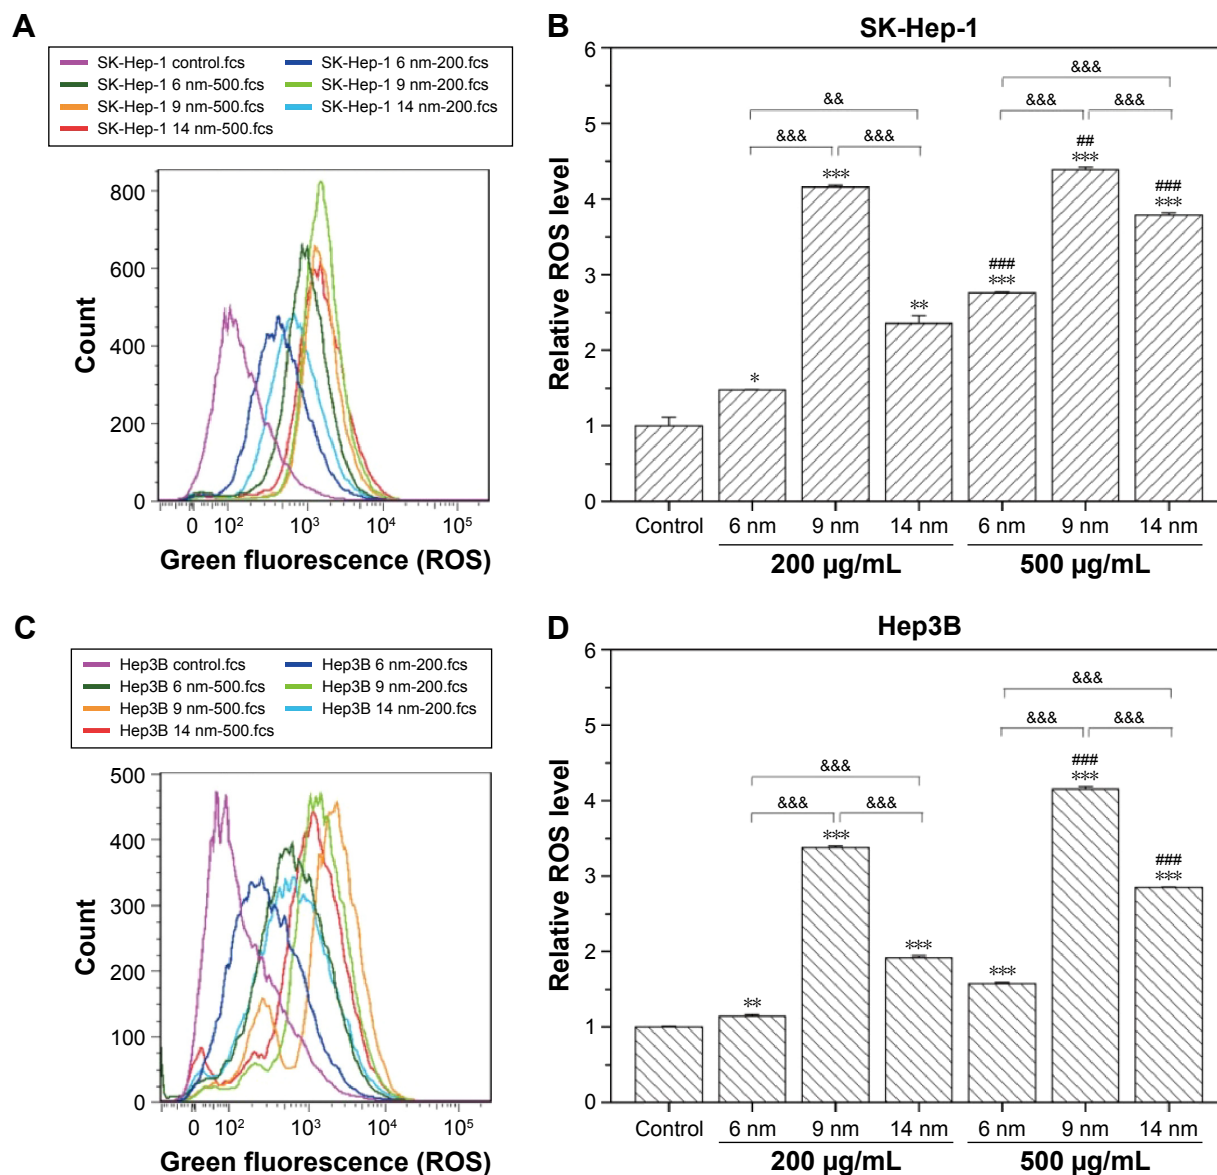 A
SK-Hep-1 control.fcs
SK-Hep-1 6 nm-500.fcs
SK-Hep-1 9 nm-500.fcs
SK-Hep-1 14 nm-500.fcs
SK-Hep-1 6 nm-200.fcs
SK-Hep-1 9 nm-200.fcs
SK-Hep-1 14 nm-200.fcs
Count
800
600
400
200
0
0 10² 10³ 10⁴ 10⁵
Green fluorescence (ROS)
B
SK-Hep-1
Relative ROS level
6
5
4
3
2
1
0
&&&
&& &&& &&&
&&& &&&
##
*** ***
###
***
###
***
**
*
Control 6 nm 9 nm 14 nm 6 nm 9 nm 14 nm
200 µg/mL 500 µg/mL
C
Hep3B control.fcs
Hep3B 6 nm-500.fcs
Hep3B 9 nm-500.fcs
Hep3B 14 nm-500.fcs
Hep3B 6 nm-200.fcs
Hep3B 9 nm-200.fcs
Hep3B 14 nm-200.fcs
Count
500
400
300
200
100
0
0 10² 10³ 10⁴ 10⁵
Green fluorescence (ROS)
D
Hep3B
Relative ROS level
6
5
4
3
2
1
0
&&&
&&& &&&
&&&
&&& &&&
###
***
***
###
***
***
***
**
Control 6 nm 9 nm 14 nm 6 nm 9 nm 14 nm
200 µg/mL 500 µg/mL